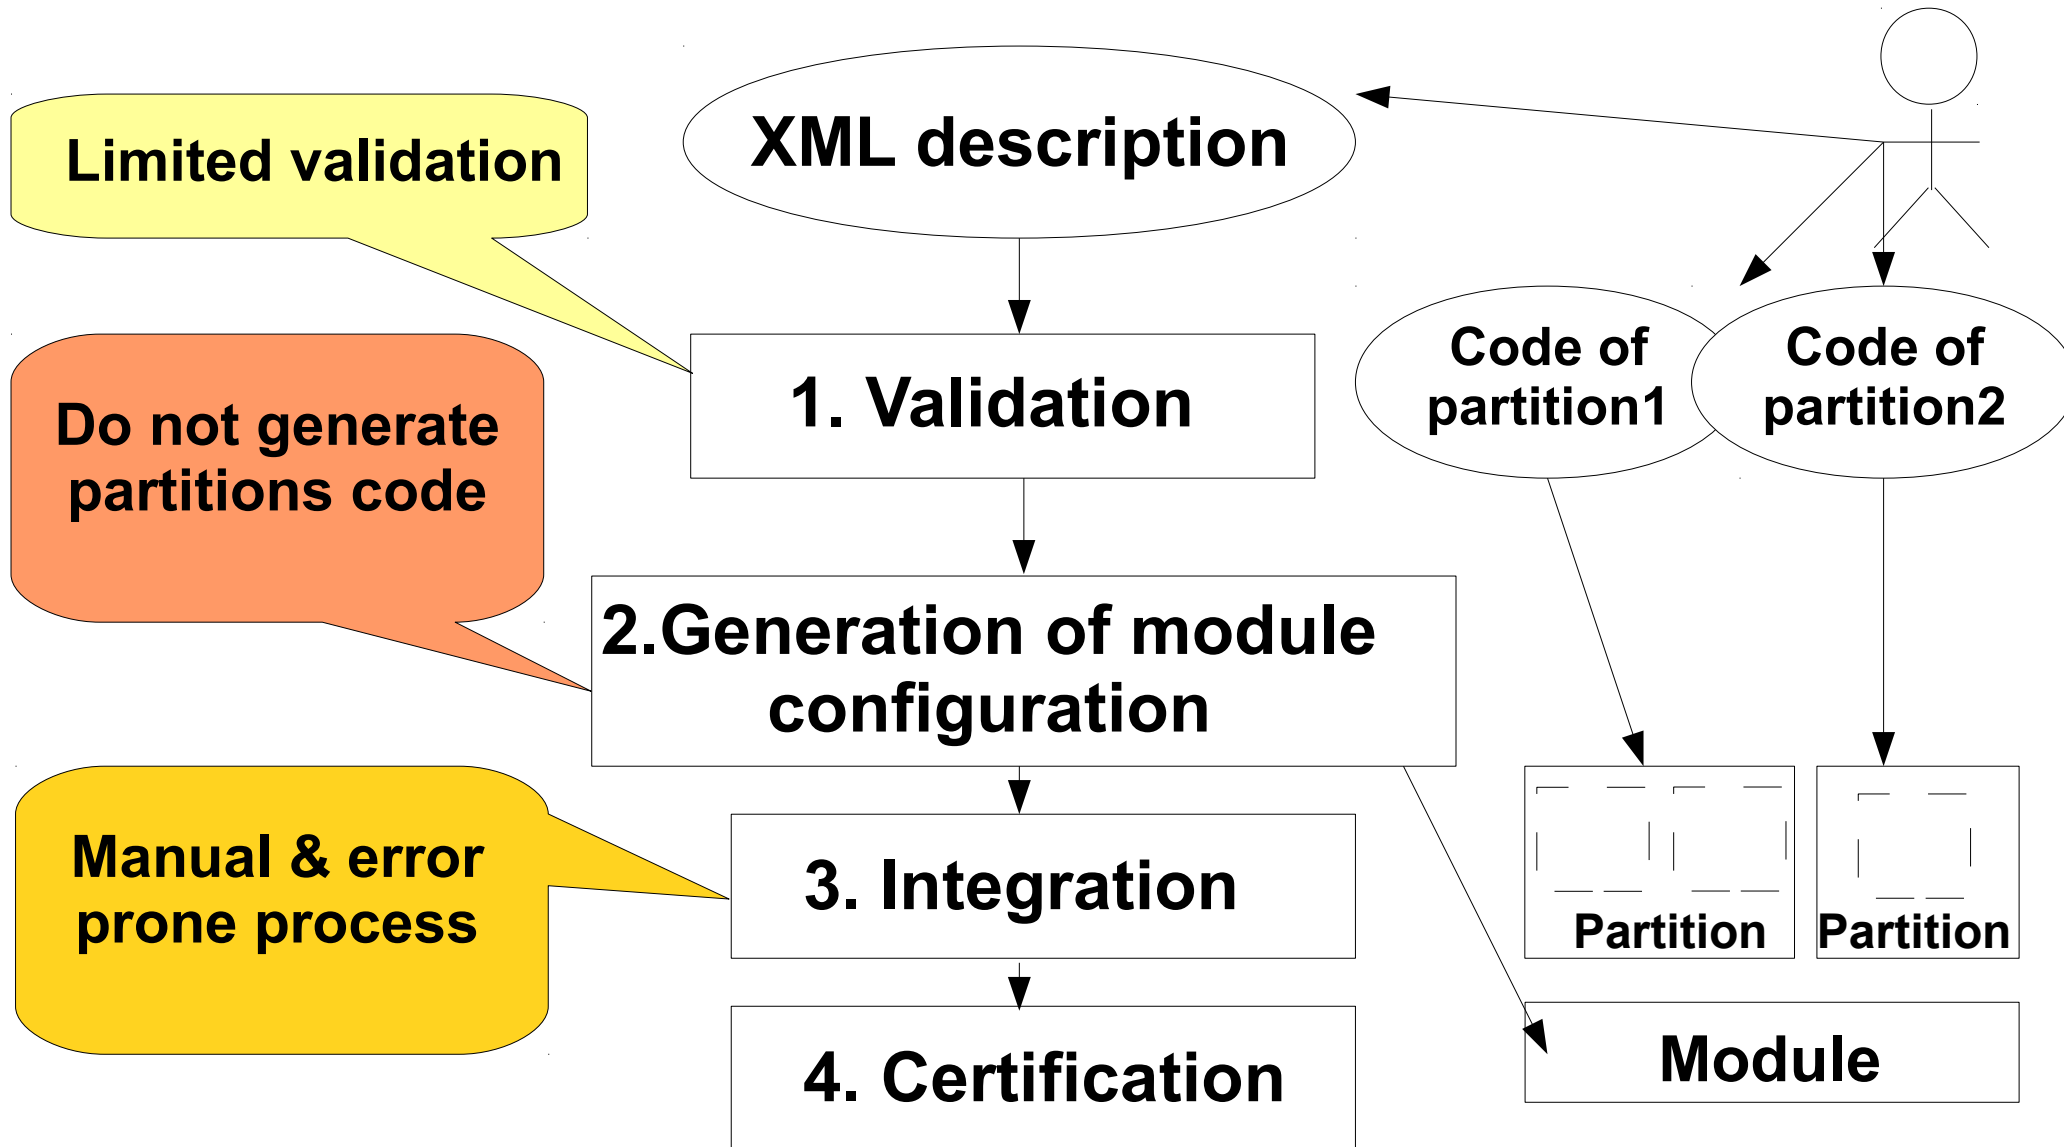 XML description
Limited validation
Code of
partition1
Code of
partition2
1. Validation
Do not generate
partitions code
2.Generation of module
configuration
Manual & error
prone process
3. Integration
Partition
Partition
4. Certification
Module